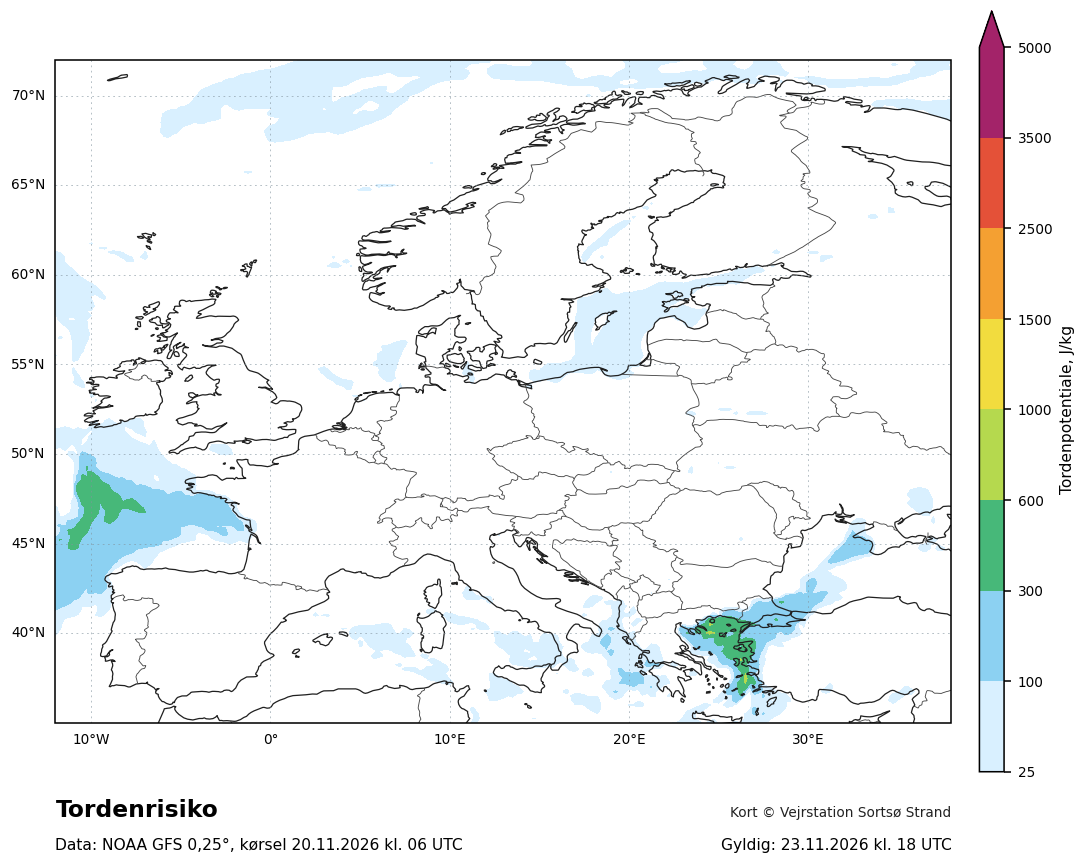 5000
3500
2500
1500
1000
600
300
100
25
Tordenpotentiale, J/kg
70°N
65°N
60°N
55°N
50°N
45°N
40°N
10°W
0°
10°E
20°E
30°E
Tordenrisiko
Kort © Vejrstation Sortsø Strand
Data: NOAA GFS 0,25°, kørsel 20.11.2026 kl. 06 UTC
Gyldig: 23.11.2026 kl. 18 UTC